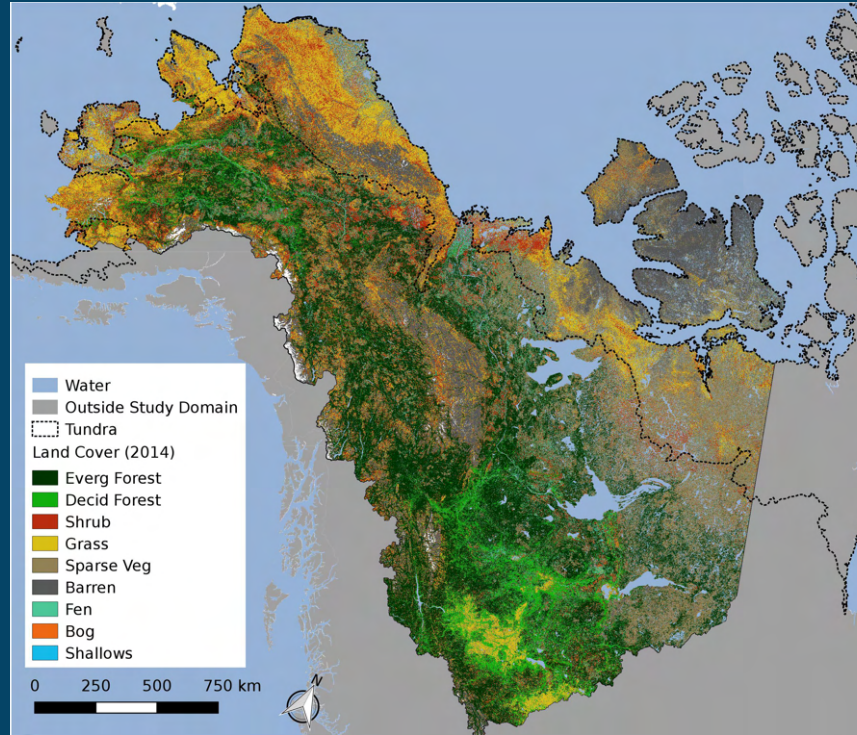 Water
Outside Study Domain
Tundra
Land Cover (2014)
Everg Forest
Decid Forest
Shrub
Grass
Sparse Veg
Barren
Fen
Bog
Shallows
0 250 500 750 km
N